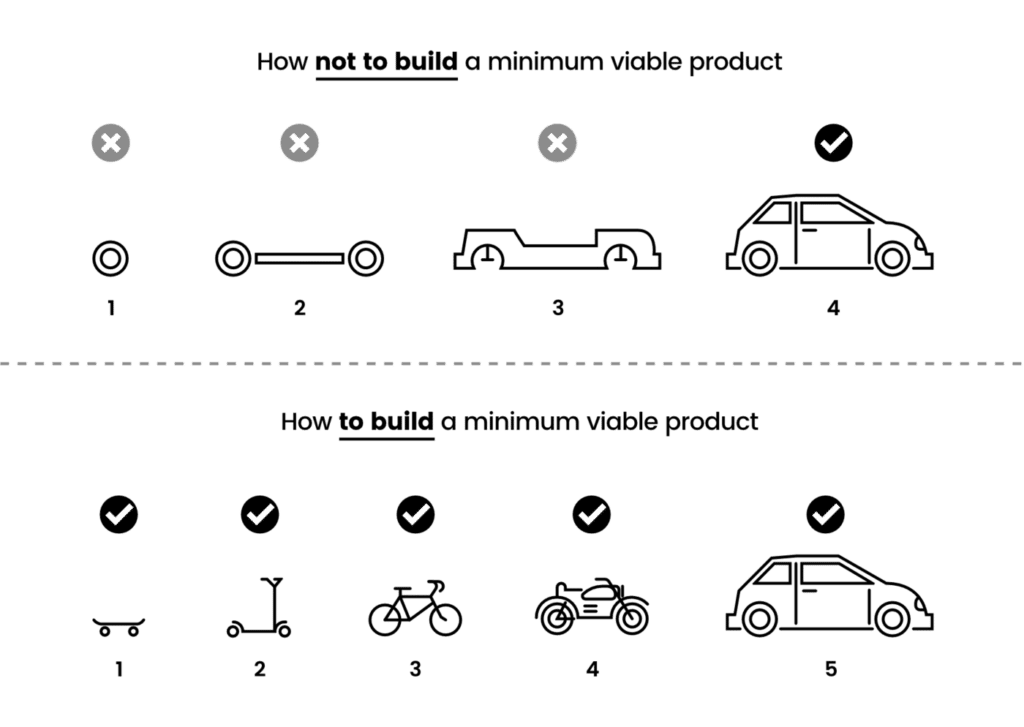 How not to build a minimum viable product
1 2 3 4
How to build a minimum viable product
1 2 3 4 5